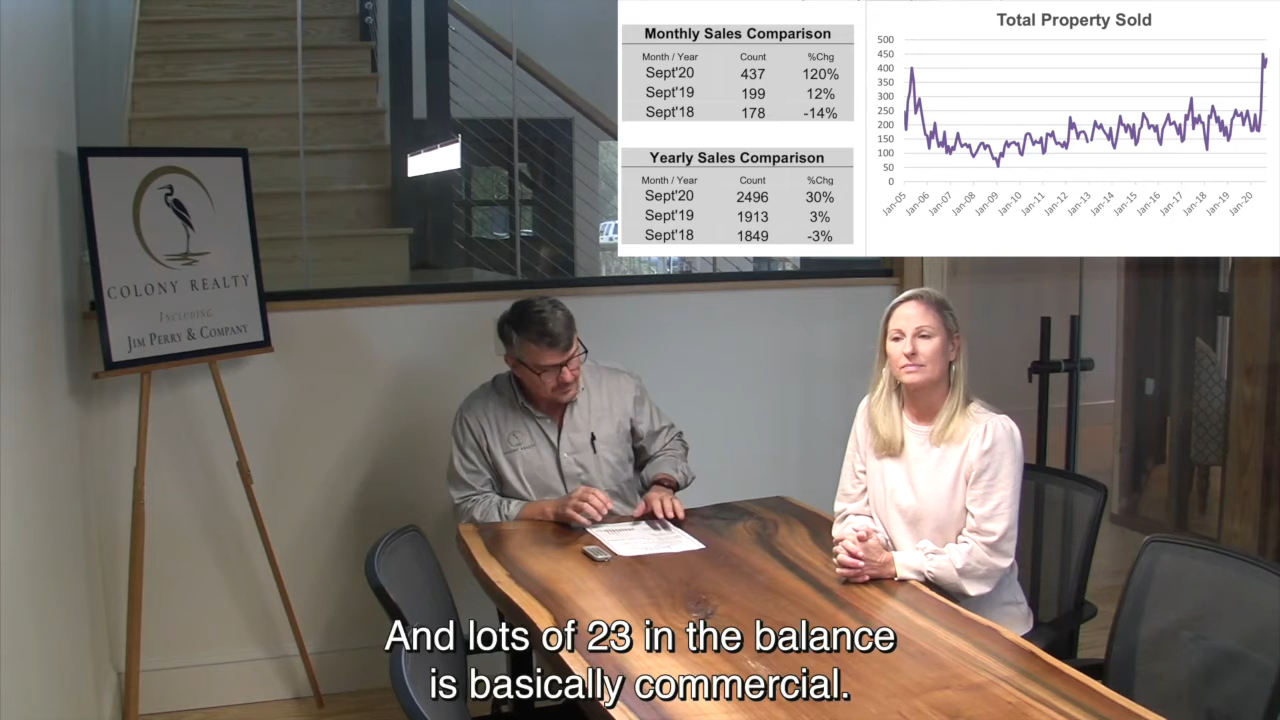 Monthly Sales Comparison
Month / Year Count %Chg
Sept'20 437 120%
Sept'19 199 12%
Sept'18 178 -14%
Yearly Sales Comparison
Month / Year Count %Chg
Sept'20 2496 30%
Sept'19 1913 3%
Sept'18 1849 -3%
Total Property Sold
500
450
400
350
300
250
200
150
100
50
0
Jan-05 Jan-06 Jan-07 Jan-08 Jan-09 Jan-10 Jan-11 Jan-12 Jan-13 Jan-14 Jan-15 Jan-16 Jan-17 Jan-18 Jan-19 Jan-20
COLONY REALTY
INCLUDING
JIM PERRY & COMPANY
And lots of 23 in the balance
is basically commercial.